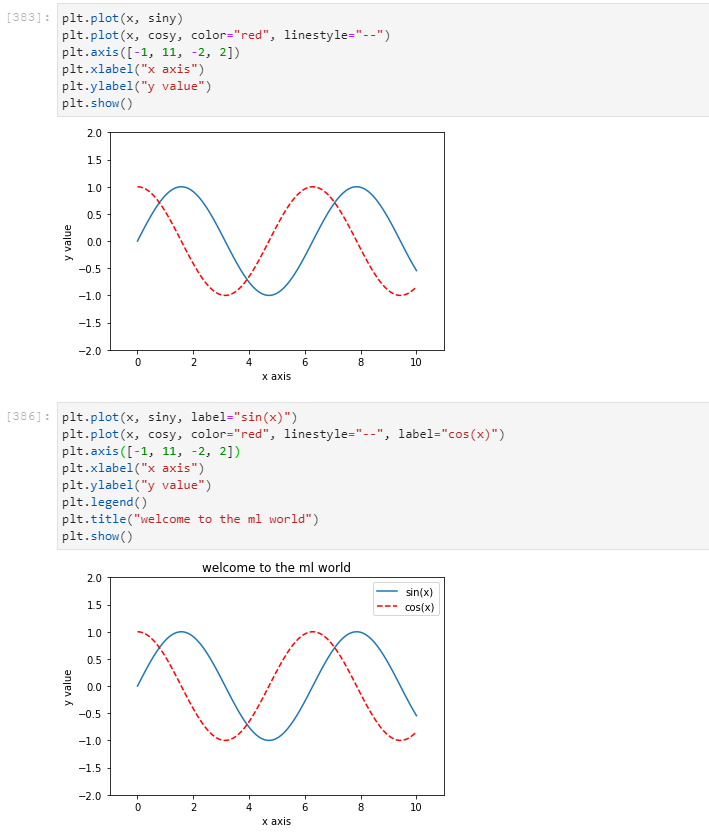 [383]: plt.plot(x, siny)
plt.plot(x, cosy, color="red", linestyle="--")
plt.axis([-1, 11, -2, 2])
plt.xlabel("x axis")
plt.ylabel("y value")
plt.show()
2.0
1.5
1.0
0.5
0.0
−0.5
−1.0
−1.5
−2.0
y value
0 2 4 6 8 10
x axis
[386]: plt.plot(x, siny, label="sin(x)")
plt.plot(x, cosy, color="red", linestyle="--", label="cos(x)")
plt.axis([-1, 11, -2, 2])
plt.xlabel("x axis")
plt.ylabel("y value")
plt.legend()
plt.title("welcome to the ml world")
plt.show()
welcome to the ml world
2.0
1.5
1.0
0.5
0.0
−0.5
−1.0
−1.5
−2.0
y value
sin(x)
cos(x)
0 2 4 6 8 10
x axis